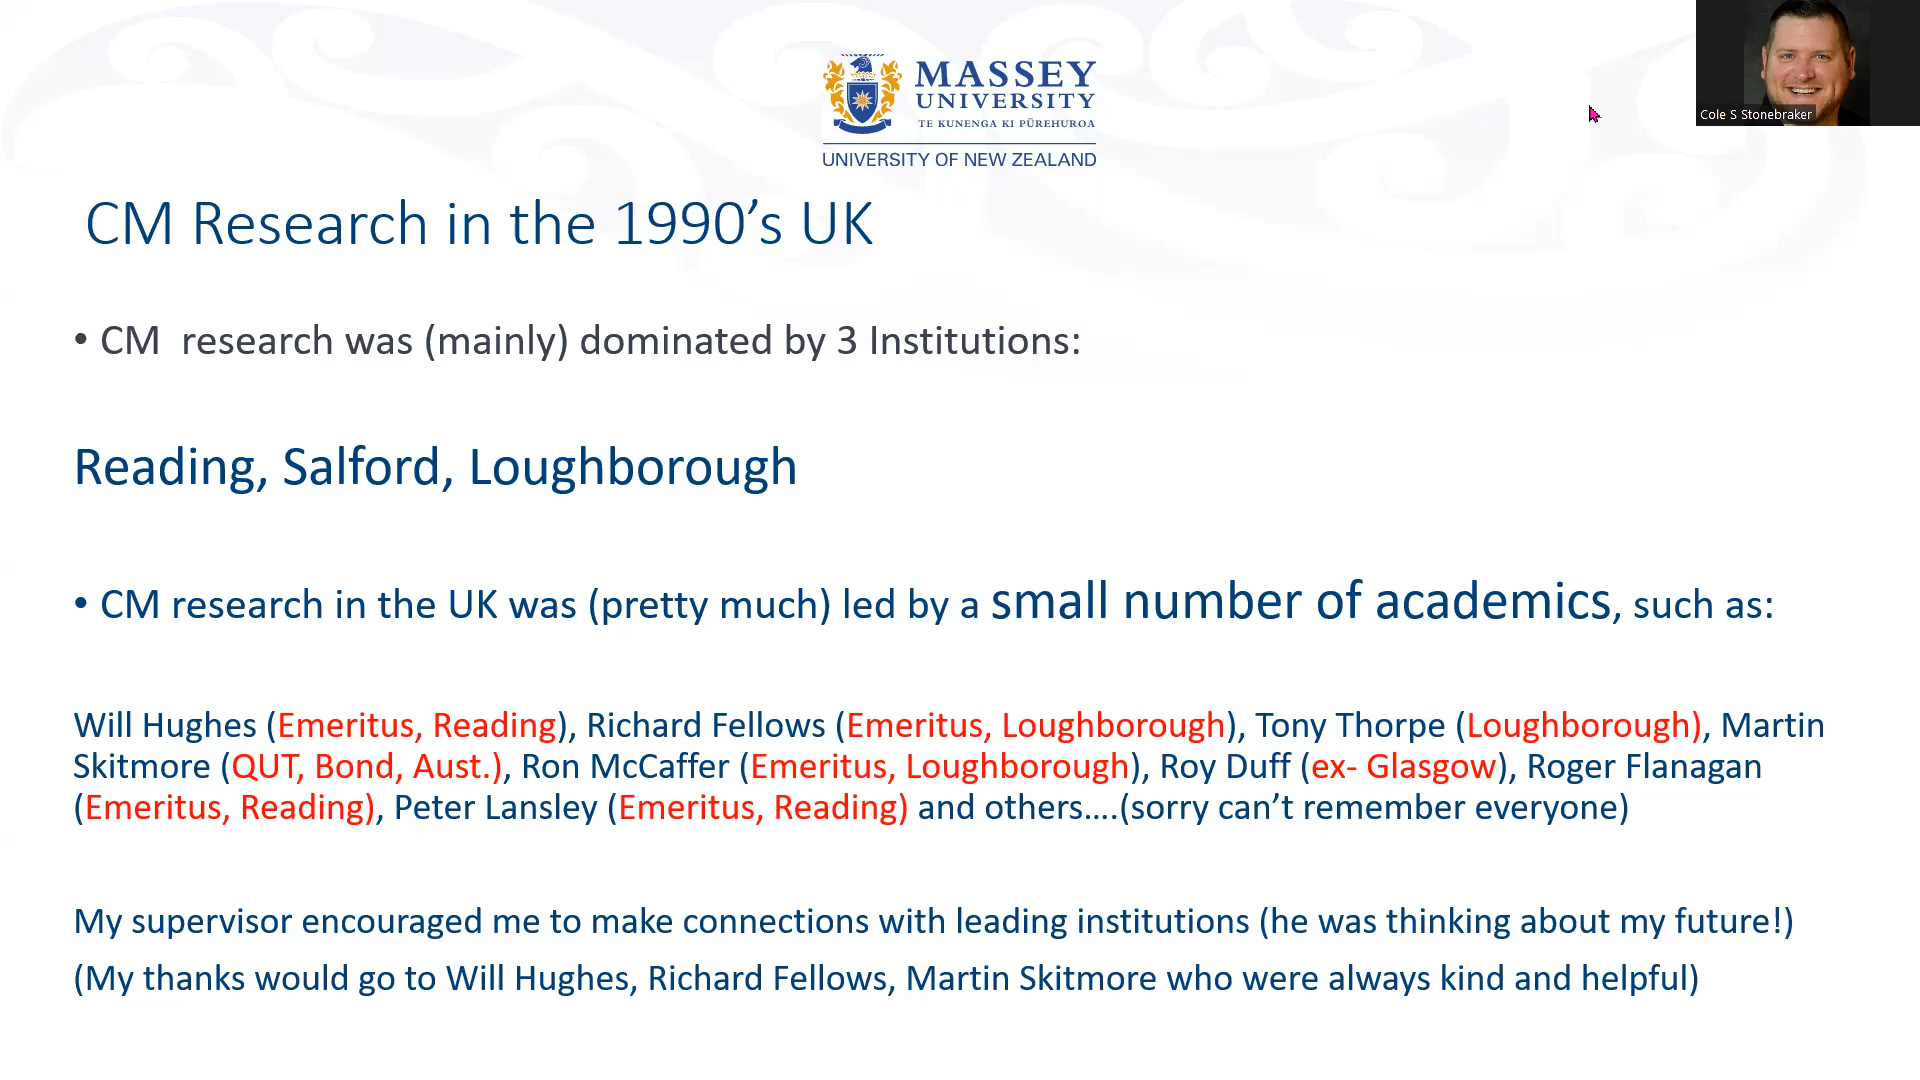 MASSEY
UNIVERSITY
TE KUNENGA KI PŪREHUROA
UNIVERSITY OF NEW ZEALAND
Cole S Stonebraker
CM Research in the 1990’s UK
• CM  research was (mainly) dominated by 3 Institutions:
Reading, Salford, Loughborough
• CM research in the UK was (pretty much) led by a small number of academics, such as:
Will Hughes (Emeritus, Reading), Richard Fellows (Emeritus, Loughborough), Tony Thorpe (Loughborough), Martin
Skitmore (QUT, Bond, Aust.), Ron McCaffer (Emeritus, Loughborough), Roy Duff (ex- Glasgow), Roger Flanagan
(Emeritus, Reading), Peter Lansley (Emeritus, Reading) and others....(sorry can’t remember everyone)
My supervisor encouraged me to make connections with leading institutions (he was thinking about my future!)
(My thanks would go to Will Hughes, Richard Fellows, Martin Skitmore who were always kind and helpful)